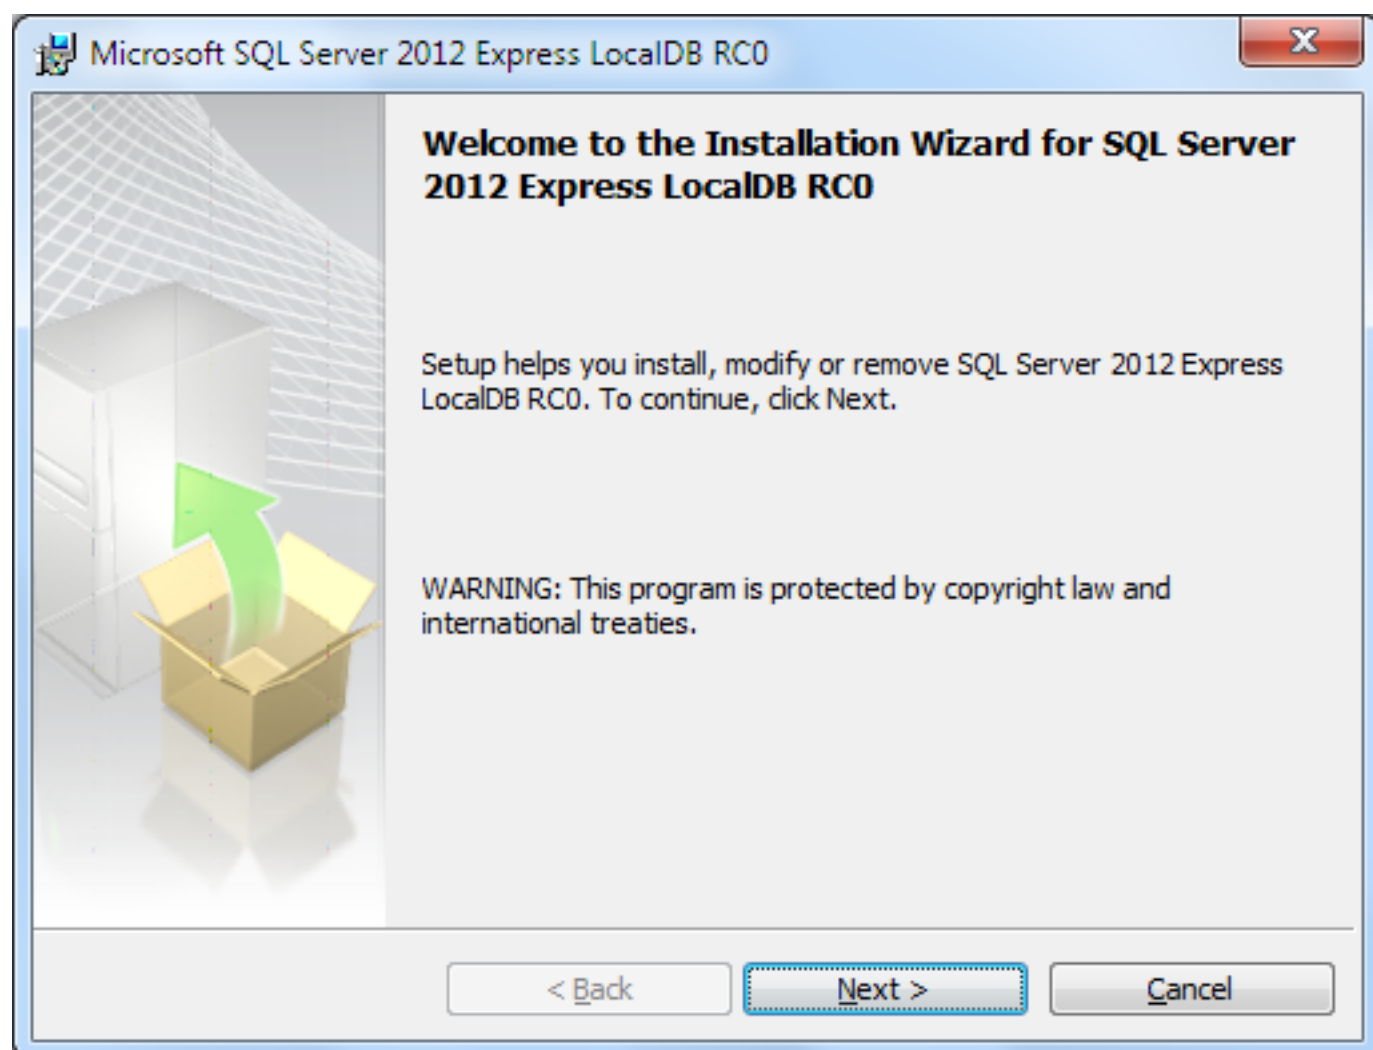 Microsoft SQL Server 2012 Express LocalDB RC0
X
Welcome to the Installation Wizard for SQL Server
2012 Express LocalDB RC0
Setup helps you install, modify or remove SQL Server 2012 Express
LocalDB RC0. To continue, click Next.
WARNING: This program is protected by copyright law and
international treaties.
< Back
Next >
Cancel